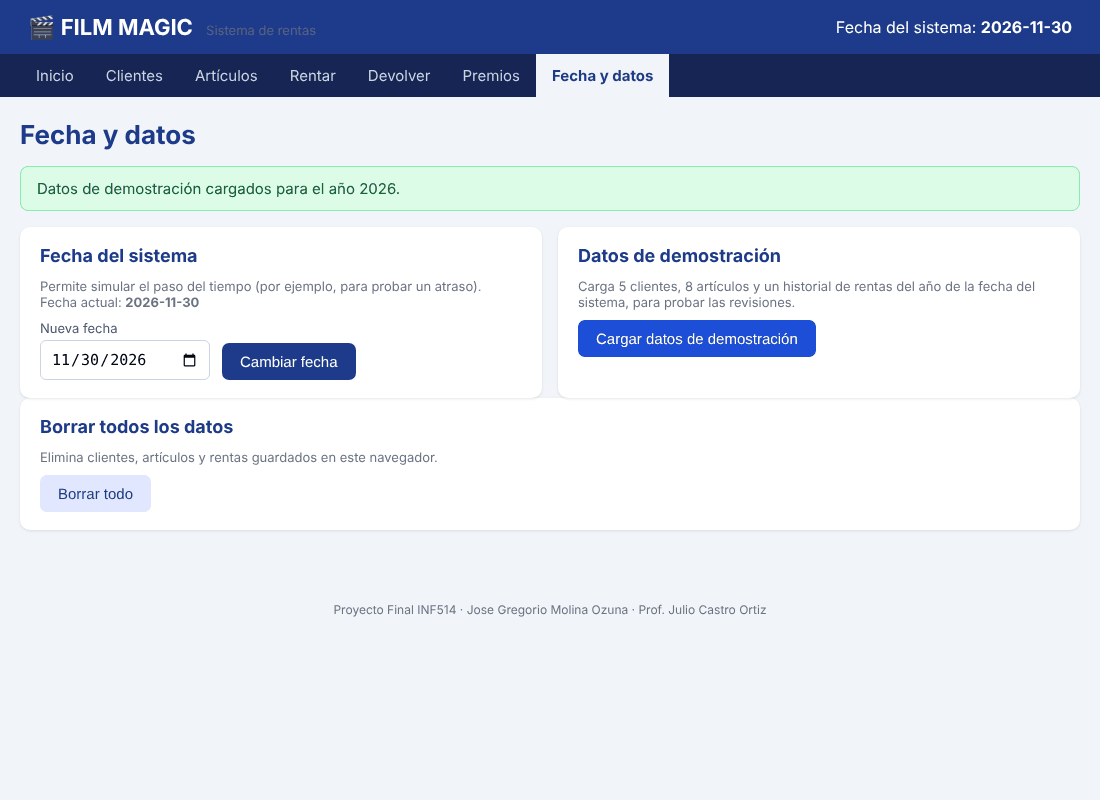 🎬 FILM MAGIC Sistema de rentas
Fecha del sistema: 2026-11-30
Inicio Clientes Artículos Rentar Devolver Premios Fecha y datos
Fecha y datos
Datos de demostración cargados para el año 2026.
Fecha del sistema
Permite simular el paso del tiempo (por ejemplo, para probar un atraso).
Fecha actual: 2026-11-30
Nueva fecha
11/30/2026
Cambiar fecha
Datos de demostración
Carga 5 clientes, 8 artículos y un historial de rentas del año de la fecha del
sistema, para probar las revisiones.
Cargar datos de demostración
Borrar todos los datos
Elimina clientes, artículos y rentas guardados en este navegador.
Borrar todo
Proyecto Final INF514 · Jose Gregorio Molina Ozuna · Prof. Julio Castro Ortiz